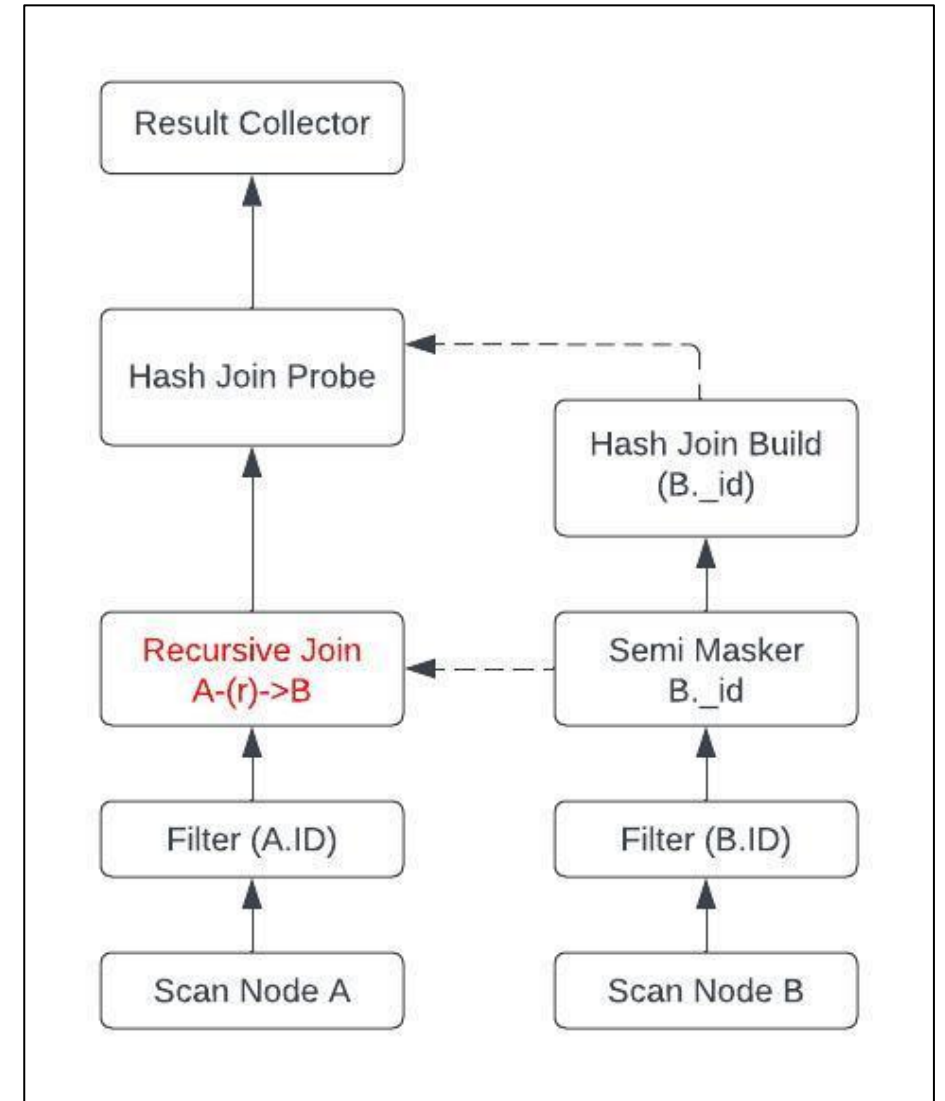 Result Collector
Hash Join Probe
Hash Join Build
(B._id)
Recursive Join
A-(r)->B
Semi Masker
B._id
Filter (A.ID)
Filter (B.ID)
Scan Node A
Scan Node B